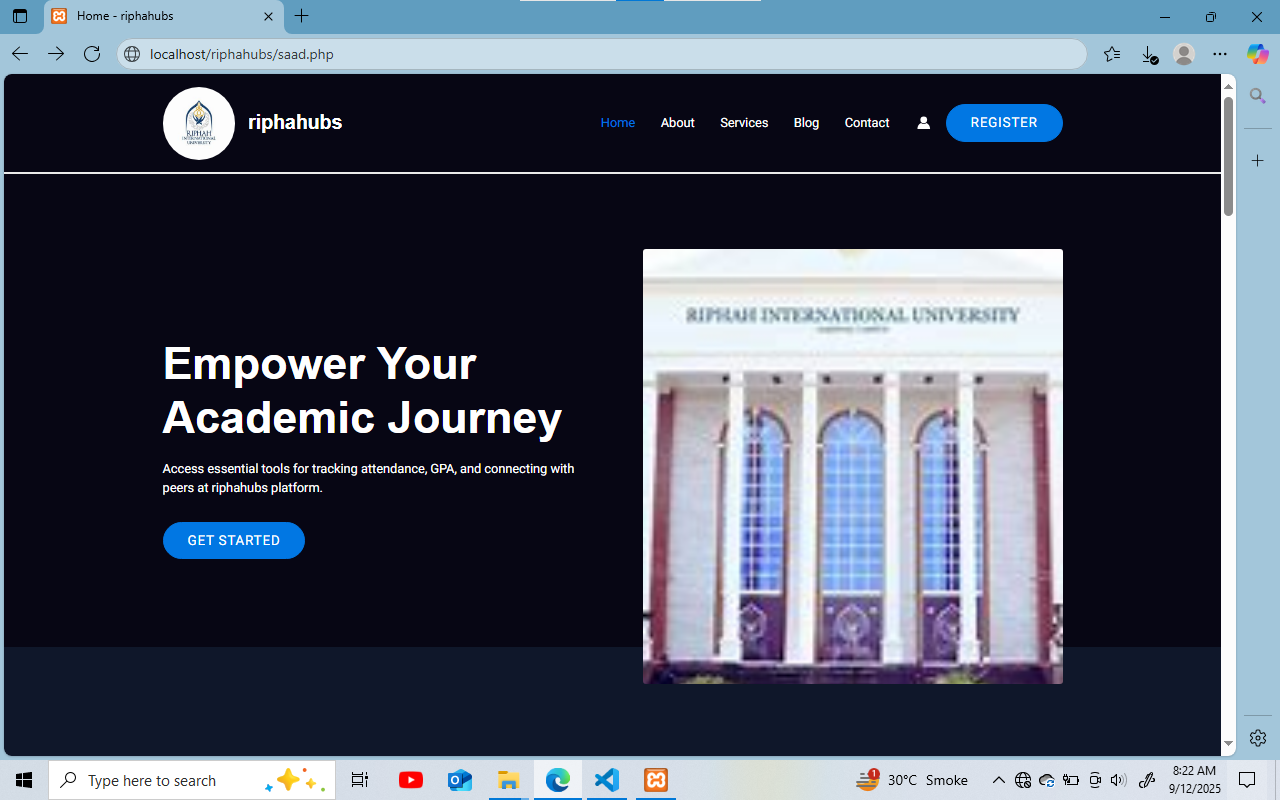 Home - riphahubs
localhost/riphahubs/saad.php
RIPHAH
INTERNATIONAL
UNIVERSITY
riphahubs
Home
About
Services
Blog
Contact
REGISTER
RIPHAH INTERNATIONAL UNIVERSITY
Empower Your
Academic Journey
Access essential tools for tracking attendance, GPA, and connecting with
peers at riphahubs platform.
GET STARTED
Type here to search
1
30°C Smoke
8:22 AM
9/12/2025